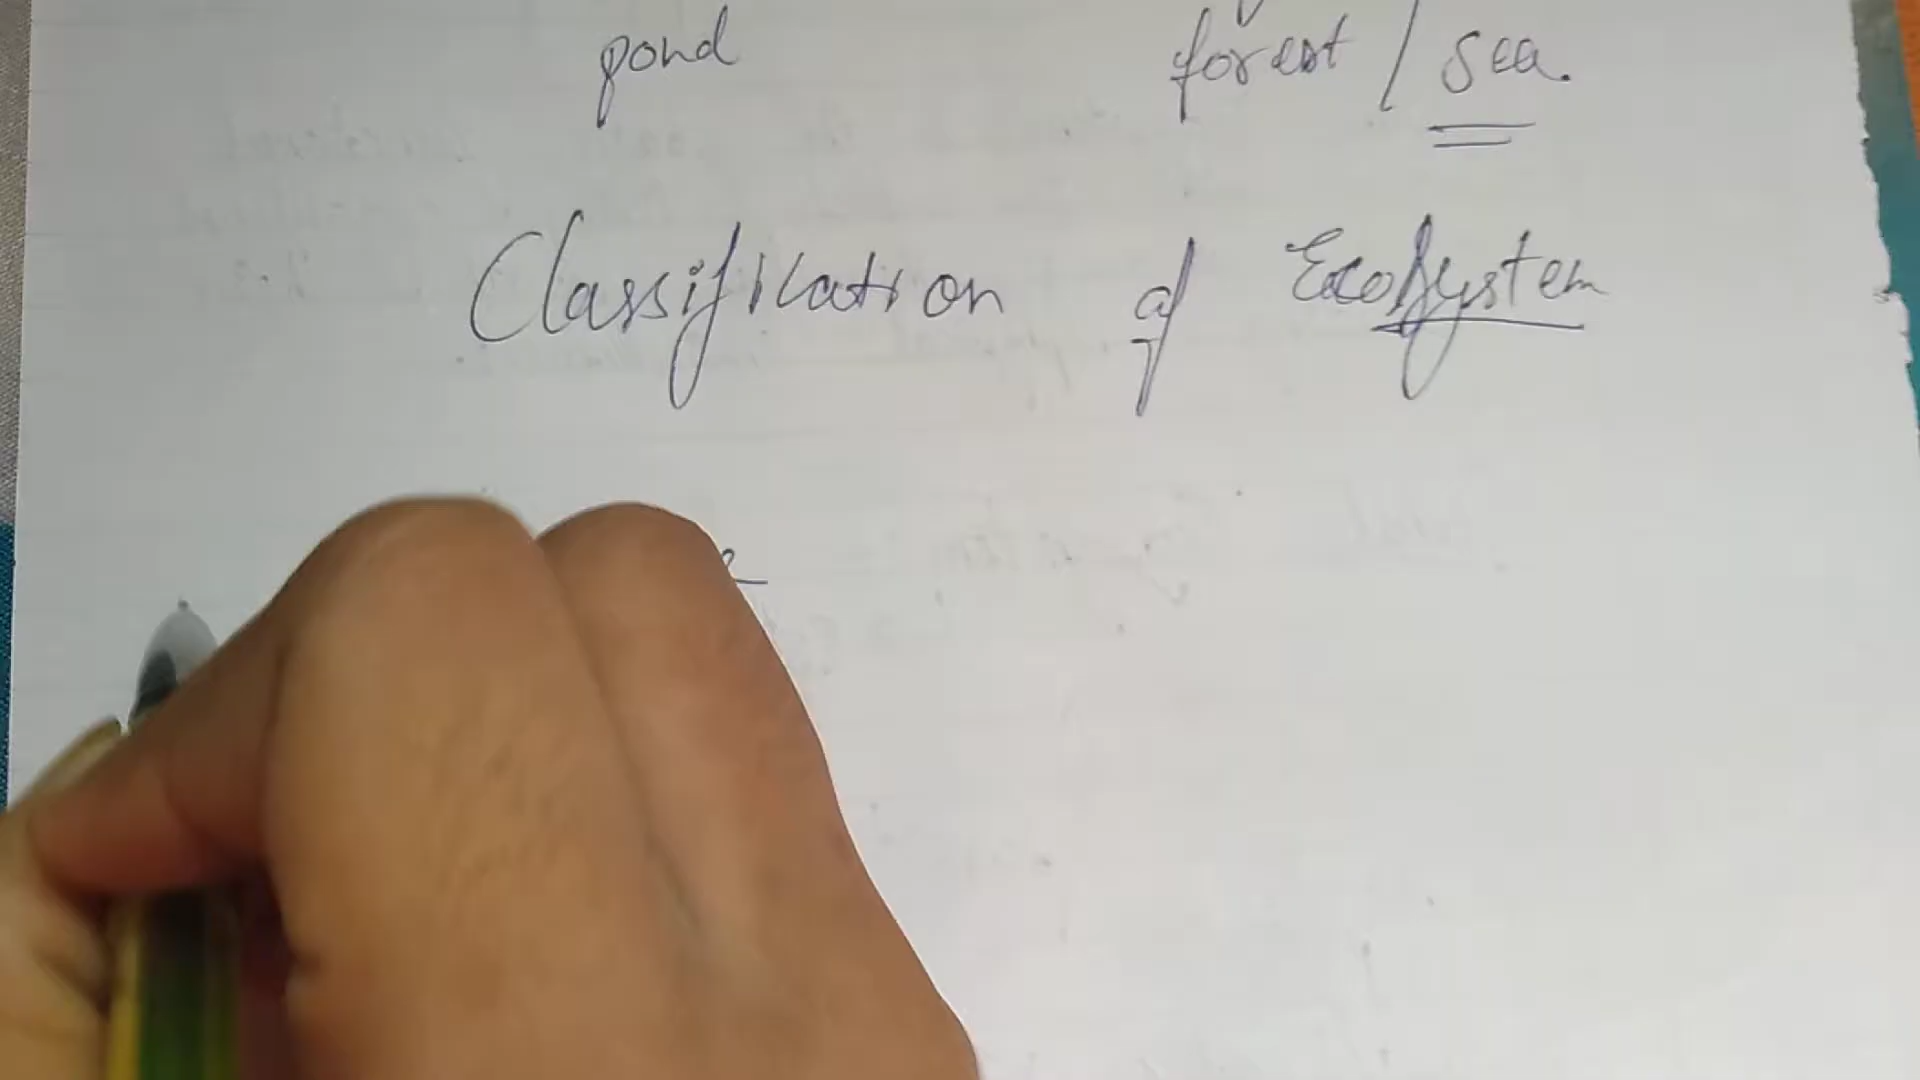 pond forest / sea.
Classification of Ecosystem